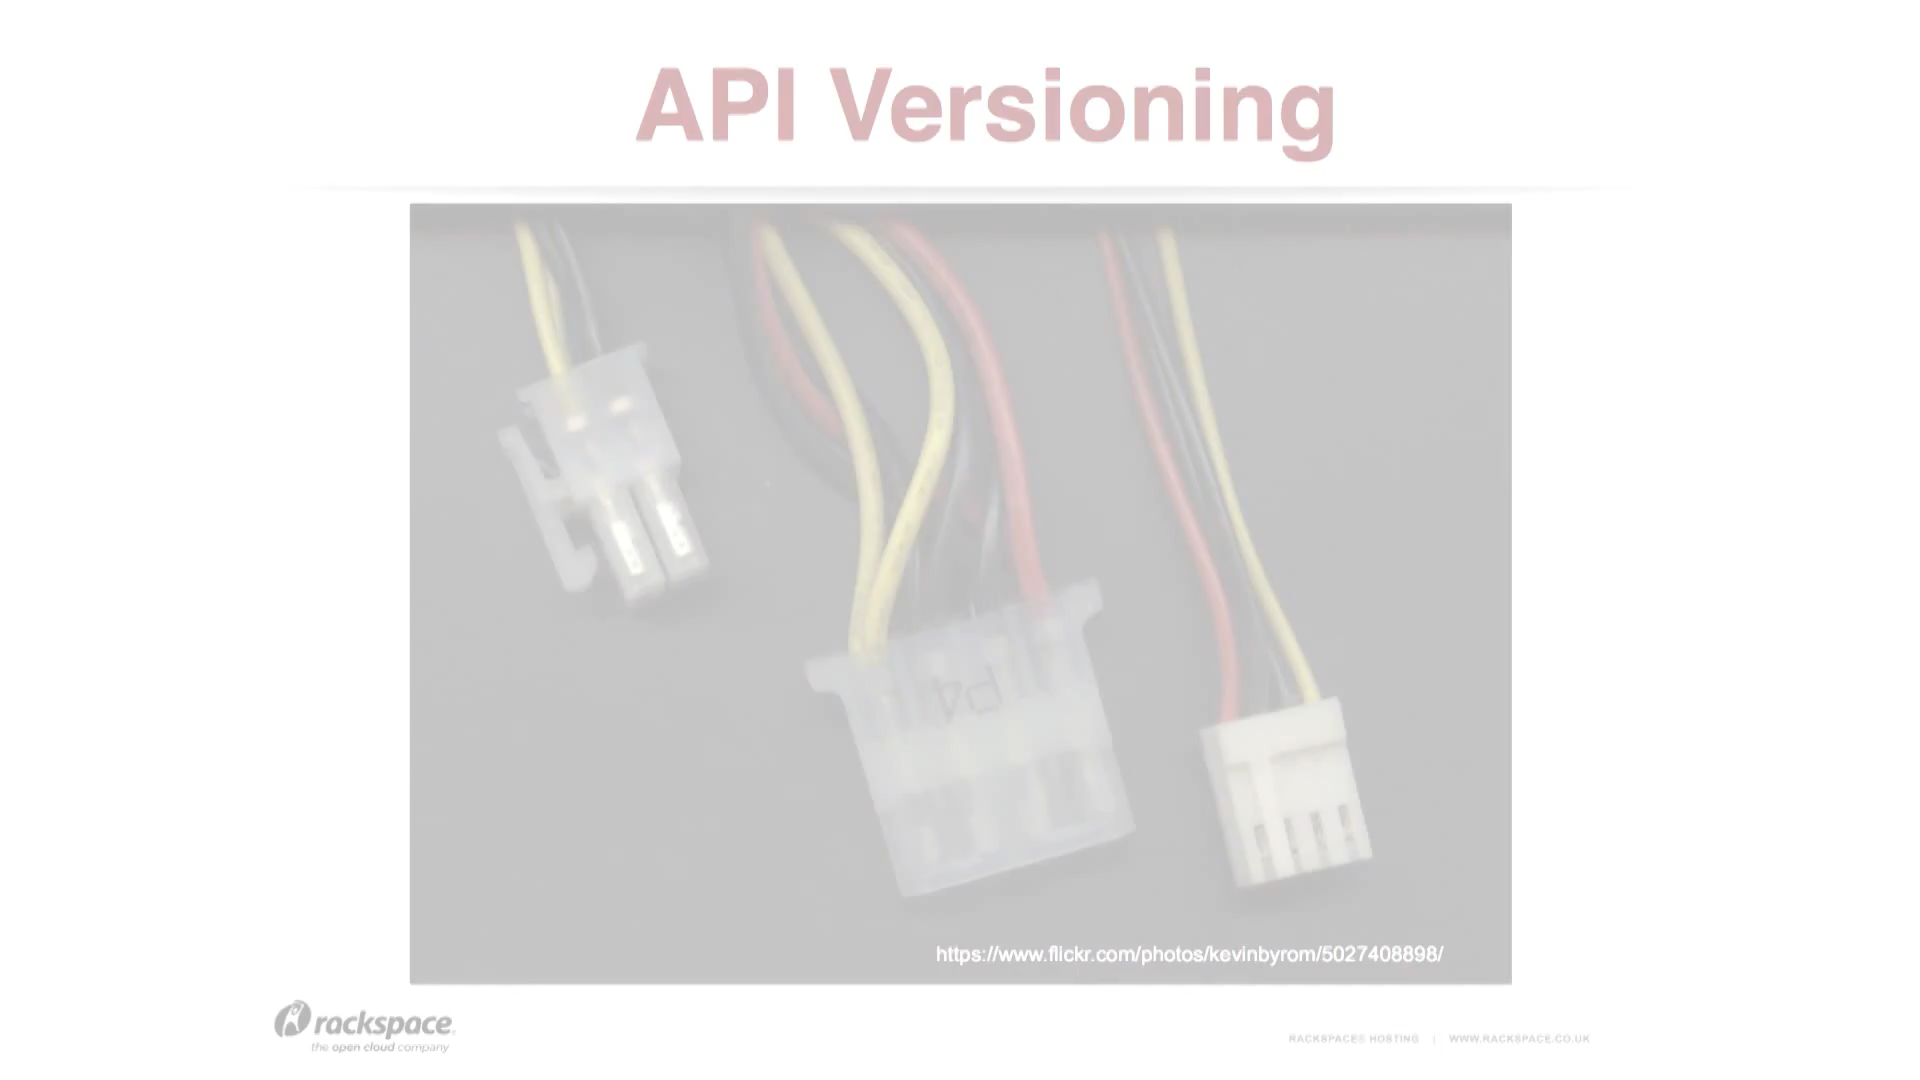 API Versioning
P4
https://www.flickr.com/photos/kevinbyrom/5027408898/
rackspace®
the open cloud company
RACKSPACE® HOSTING | WWW.RACKSPACE.CO.UK